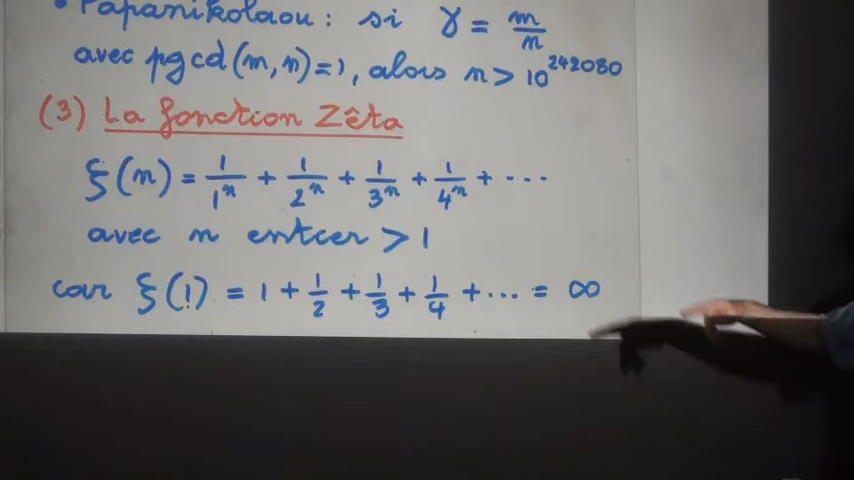 • Papanikolaou : si γ = m/n
avec pgcd(m,n)=1, alors n > 10^242080
(3) La fonction Zêta
ξ(n) = 1/1^n + 1/2^n + 1/3^n + 1/4^n + ...
avec n entier > 1
car ξ(1) = 1 + 1/2 + 1/3 + 1/4 + ... = ∞